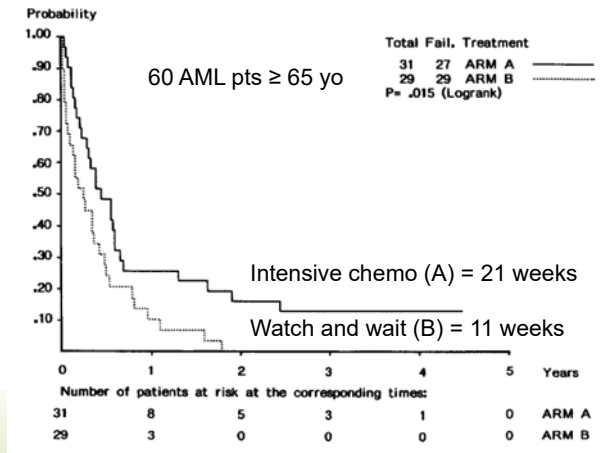 Probability
Total Fail. Treatment
31 27 ARM A
29 29 ARM B
P= .015 (Logrank)
60 AML pts ≥ 65 yo
1.00
.90
.80
.70
.60
.50
.40
.30
.20
.10
Intensive chemo (A) = 21 weeks
Watch and wait (B) = 11 weeks
0 1 2 3 4 5 Years
Number of patients at risk at the corresponding times:
31 8 5 3 1 0 ARM A
29 3 0 0 0 0 ARM B